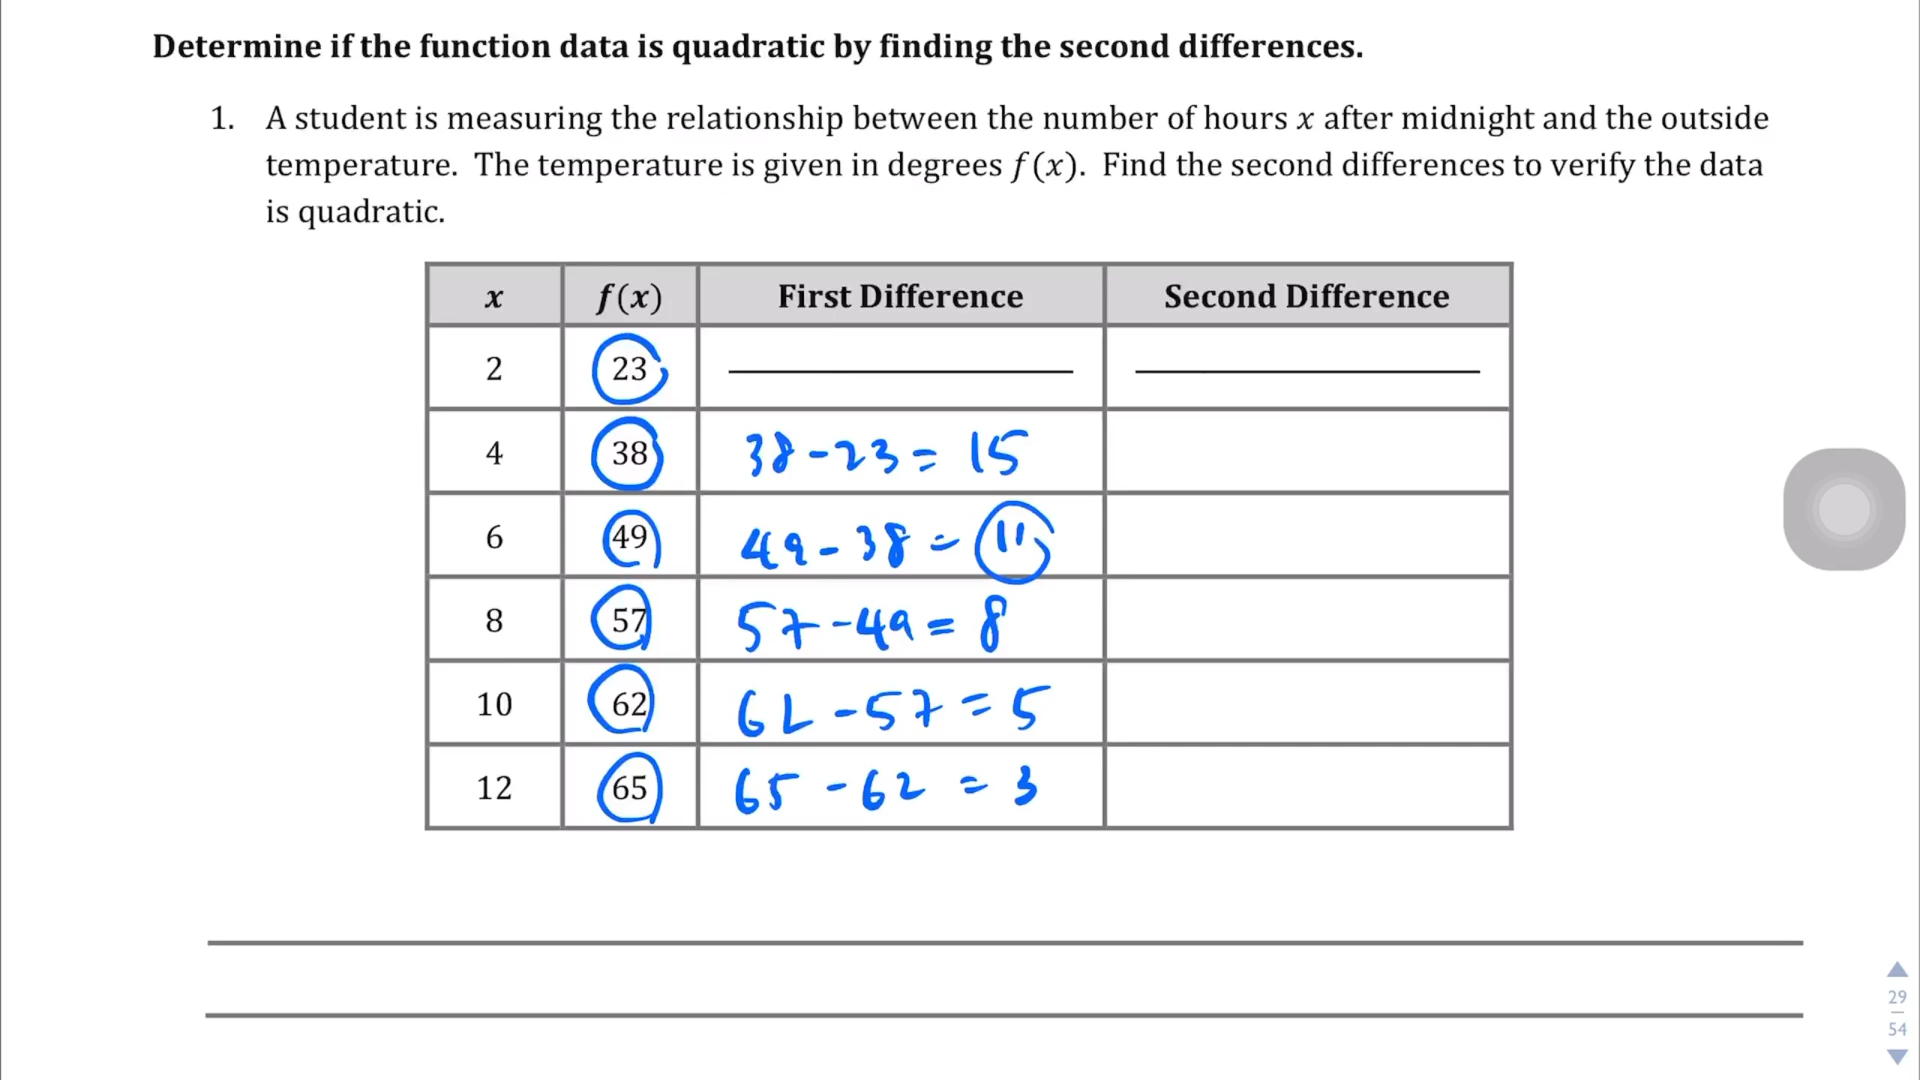 Determine if the function data is quadratic by finding the second differences.
1. A student is measuring the relationship between the number of hours x after midnight and the outside
temperature. The temperature is given in degrees f(x). Find the second differences to verify the data
is quadratic.
x f(x) First Difference Second Difference
2 23
4 38 38-23= 15
6 49 49-38=11
8 57 57-49=8
10 62 62-57=5
12 65 65-62=3
29
54